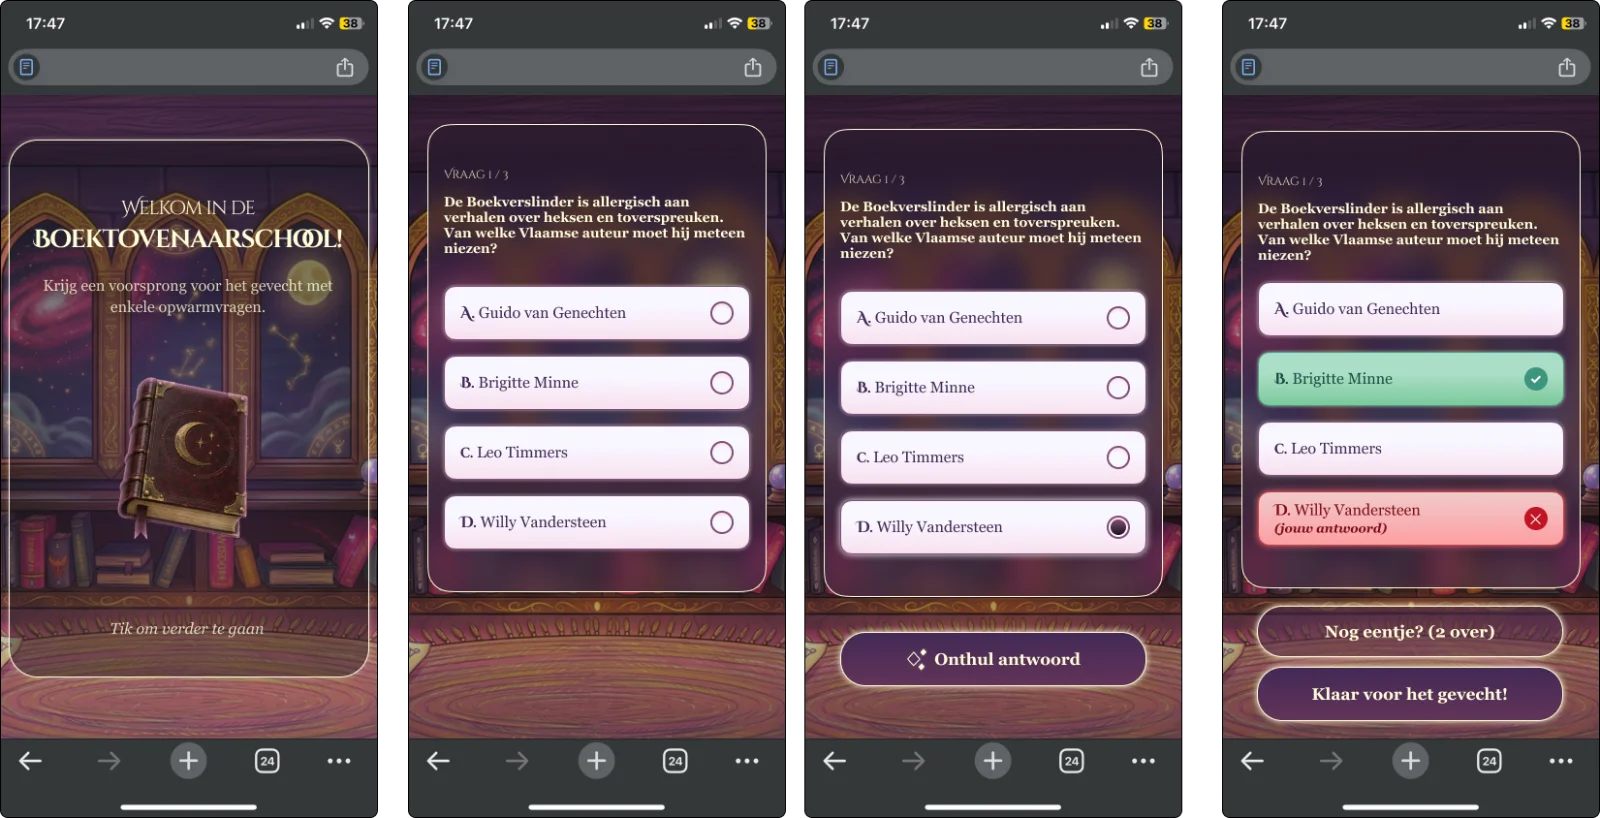 17:47
38
WELKOM IN DE
BOEKTOVENAARSCHOOL!
Krijg een voorsprong voor het gevecht met
enkele opwarmvragen.
Tik om verder te gaan
24
17:47
38
VRAAG 1 / 3
De Boekverslinder is allergisch aan
verhalen over heksen en toverspreuken.
Van welke Vlaamse auteur moet hij meteen
niezen?
A. Guido van Genechten
B. Brigitte Minne
C. Leo Timmers
D. Willy Vandersteen
24
17:47
38
VRAAG 1 / 3
De Boekverslinder is allergisch aan
verhalen over heksen en toverspreuken.
Van welke Vlaamse auteur moet hij meteen
niezen?
A. Guido van Genechten
B. Brigitte Minne
C. Leo Timmers
D. Willy Vandersteen
Onthul antwoord
24
17:47
38
VRAAG 1 / 3
De Boekverslinder is allergisch aan
verhalen over heksen en toverspreuken.
Van welke Vlaamse auteur moet hij meteen
niezen?
A. Guido van Genechten
B. Brigitte Minne
C. Leo Timmers
D. Willy Vandersteen
(jouw antwoord)
Nog eentje? (2 over)
Klaar voor het gevecht!
24